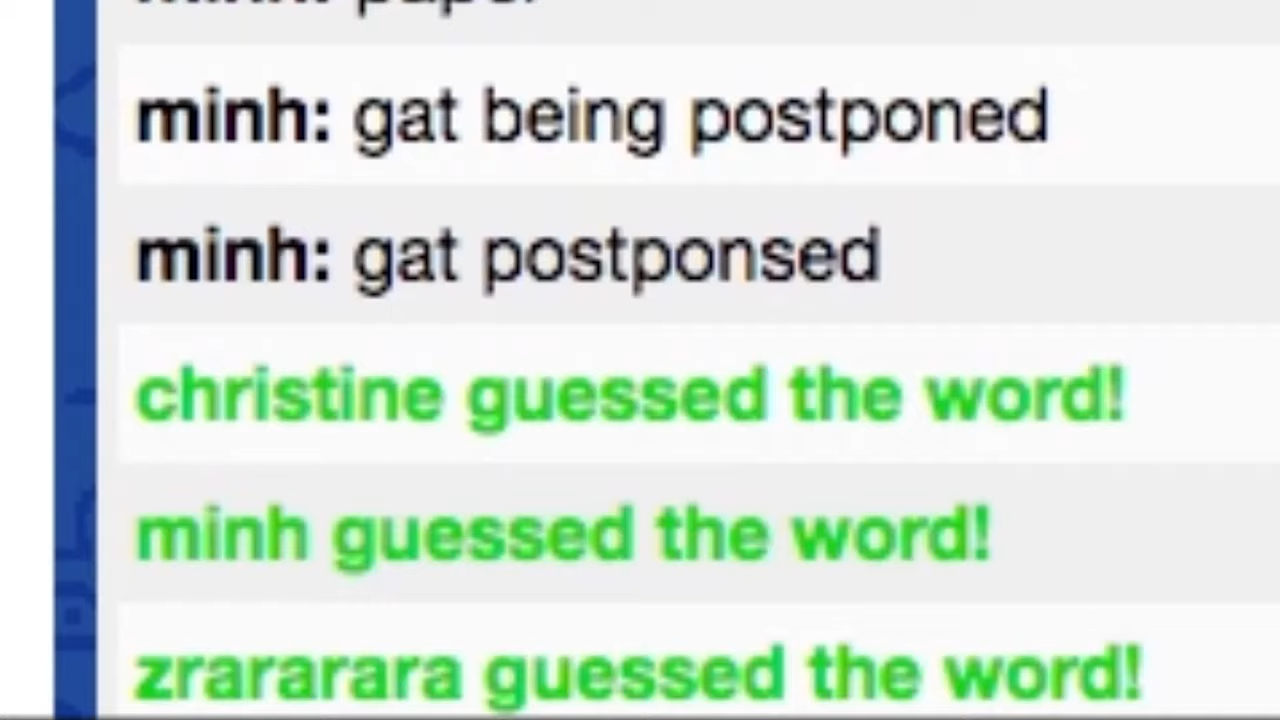 minh: gat being postponed
minh: gat postponsed
christine guessed the word!
minh guessed the word!
zrararara guessed the word!